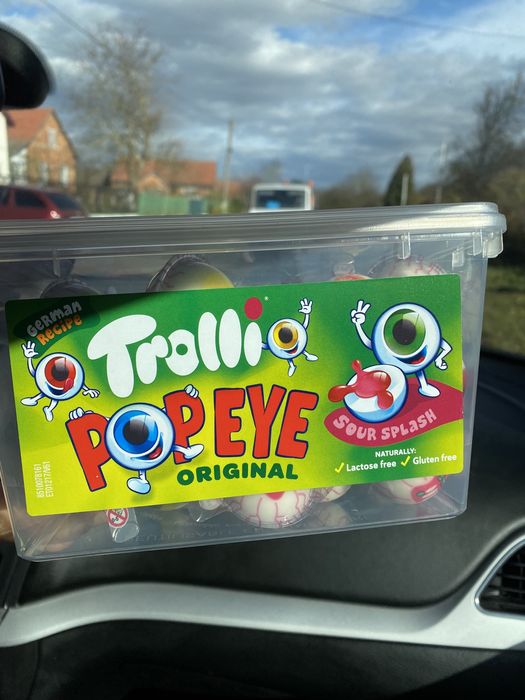 GERMAN
RECIPE
Trolli®
POP EYE
ORIGINAL
SOUR SPLASH
NATURALLY:
✓ Lactose free ✓ Gluten free